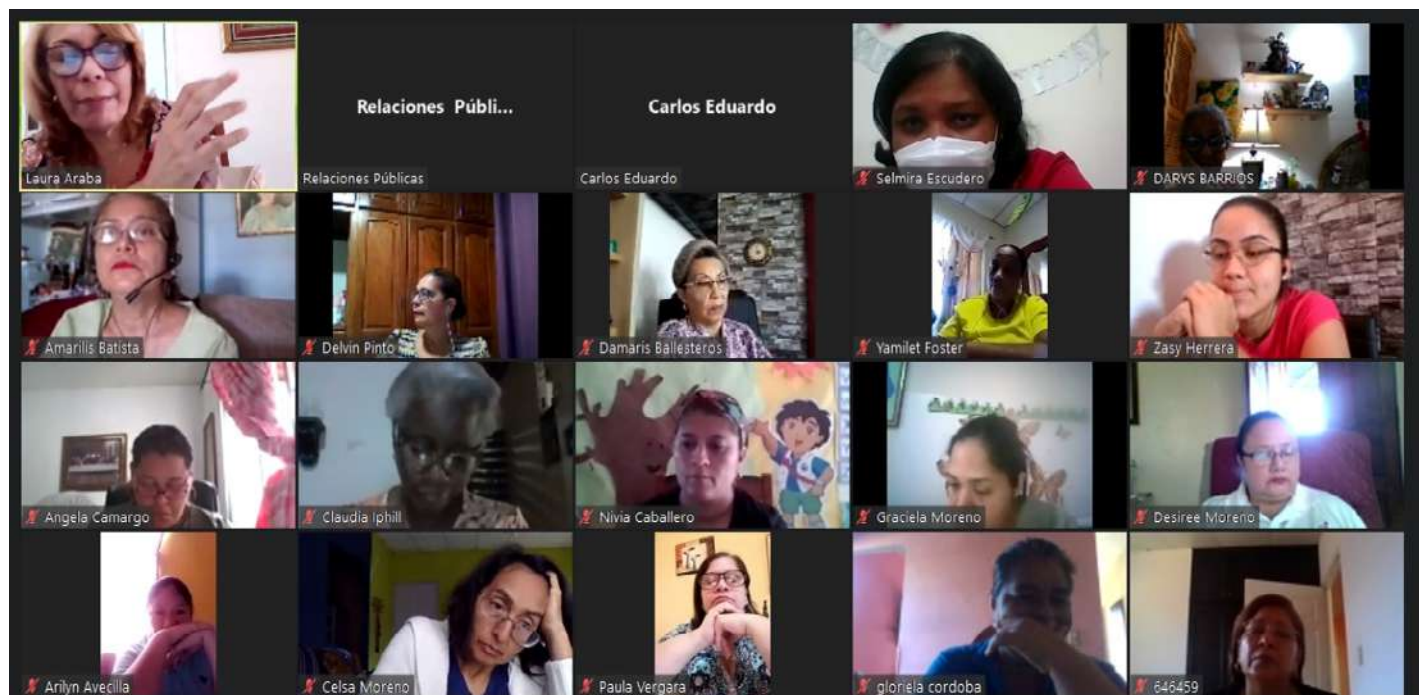 Laura Araba
Relaciones Públi...
Relaciones Públicas
Carlos Eduardo
Carlos Eduardo
Selmira Escudero
DARYS BARRIOS
Amarilis Batista
Delvin Pinto
Damaris Ballesteros
Yamilet Foster
Zasy Herrera
Angela Camargo
Claudia Iphill
Nivia Caballero
Graciela Moreno
Desiree Moreno
Arilyn Avecilla
Celsa Moreno
Paula Vergara
gloriela cordoba
646459